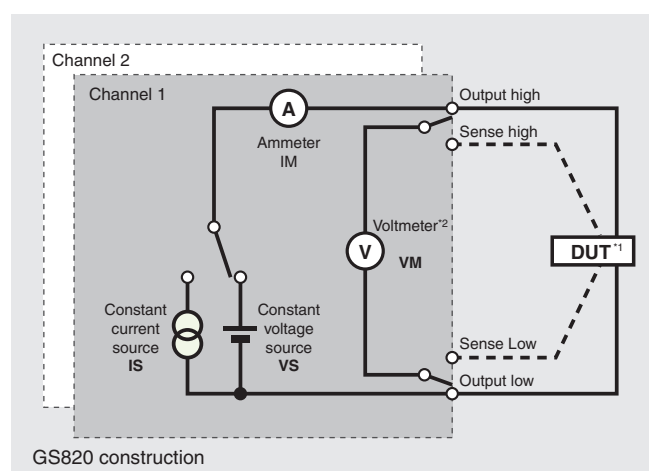 Channel 2
Channel 1
A
Ammeter
IM
Output high
Sense high
Voltmeter*2
V
VM
DUT*1
Constant
current
source
IS
Constant
voltage
source
VS
Sense Low
Output low
GS820 construction